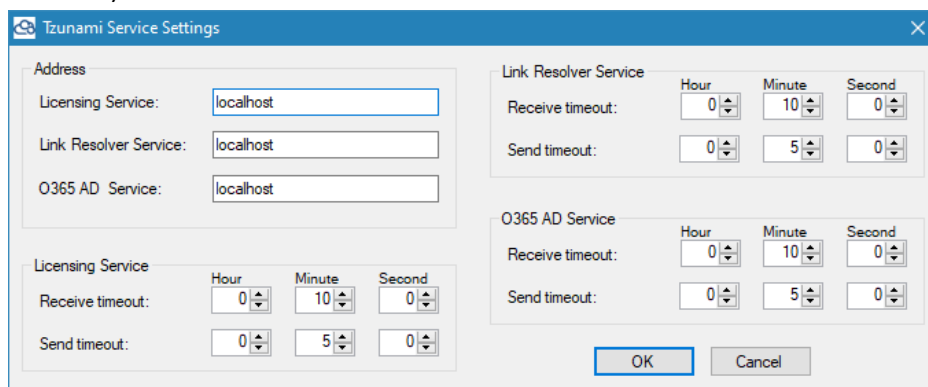 Tzunami Service Settings
Address
Licensing Service: localhost
Link Resolver Service: localhost
O365 AD Service: localhost
Licensing Service
Hour Minute Second
Receive timeout: 0 10 0
Send timeout: 0 5 0
Link Resolver Service
Hour Minute Second
Receive timeout: 0 10 0
Send timeout: 0 5 0
O365 AD Service
Hour Minute Second
Receive timeout: 0 10 0
Send timeout: 0 5 0
OK Cancel